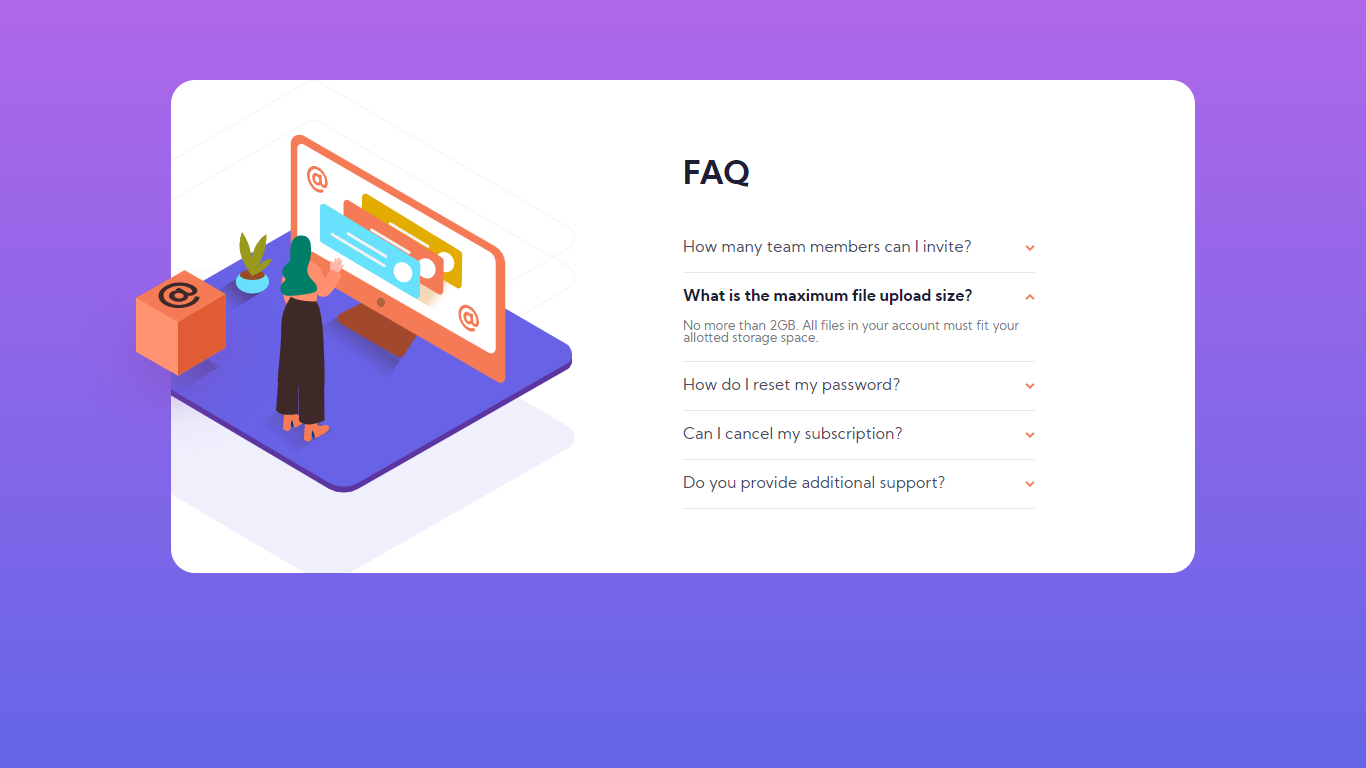 @
@
@
FAQ
How many team members can I invite?
What is the maximum file upload size?
No more than 2GB. All files in your account must fit your
allotted storage space.
How do I reset my password?
Can I cancel my subscription?
Do you provide additional support?